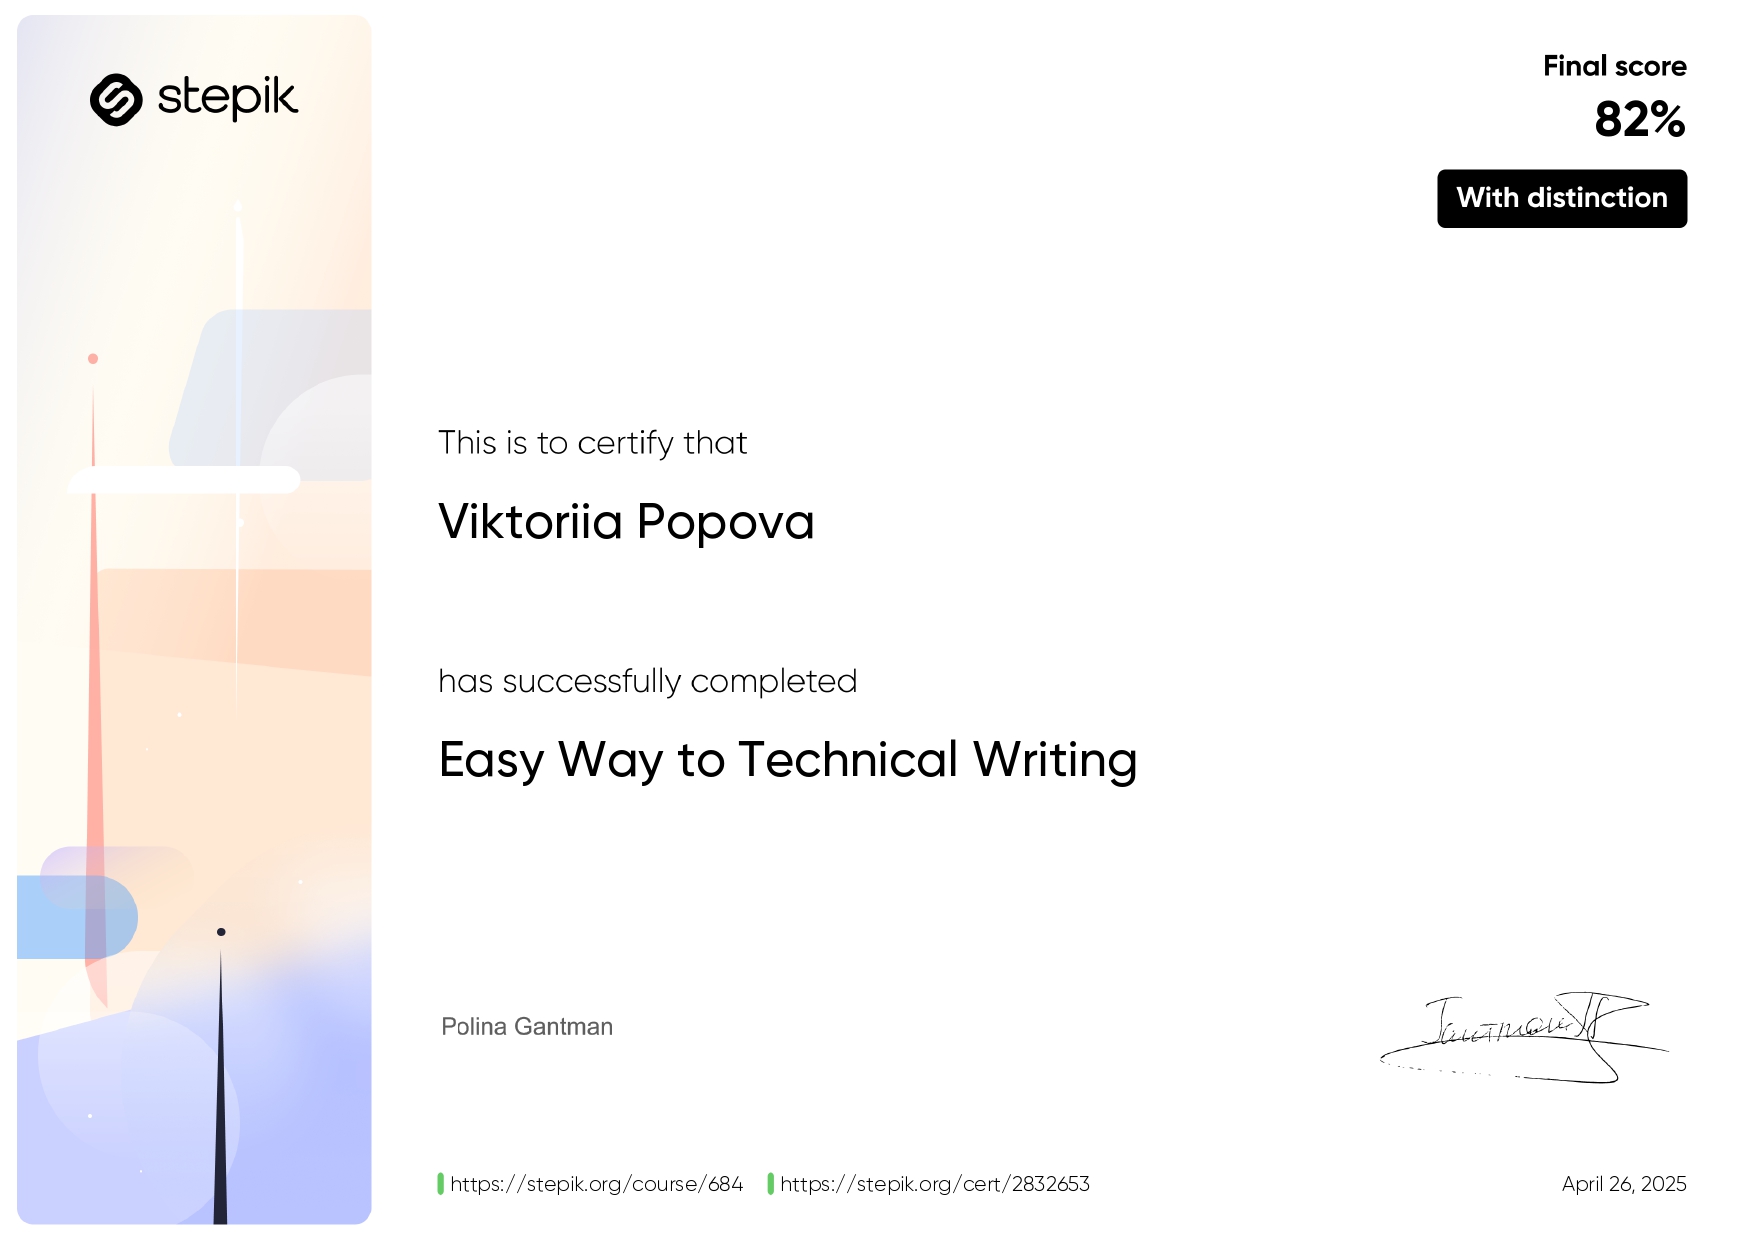 stepik
Final score
82%
With distinction
This is to certify that
Viktoriia Popova
has successfully completed
Easy Way to Technical Writing
Polina Gantman
https://stepik.org/course/684 https://stepik.org/cert/2832653
April 26, 2025